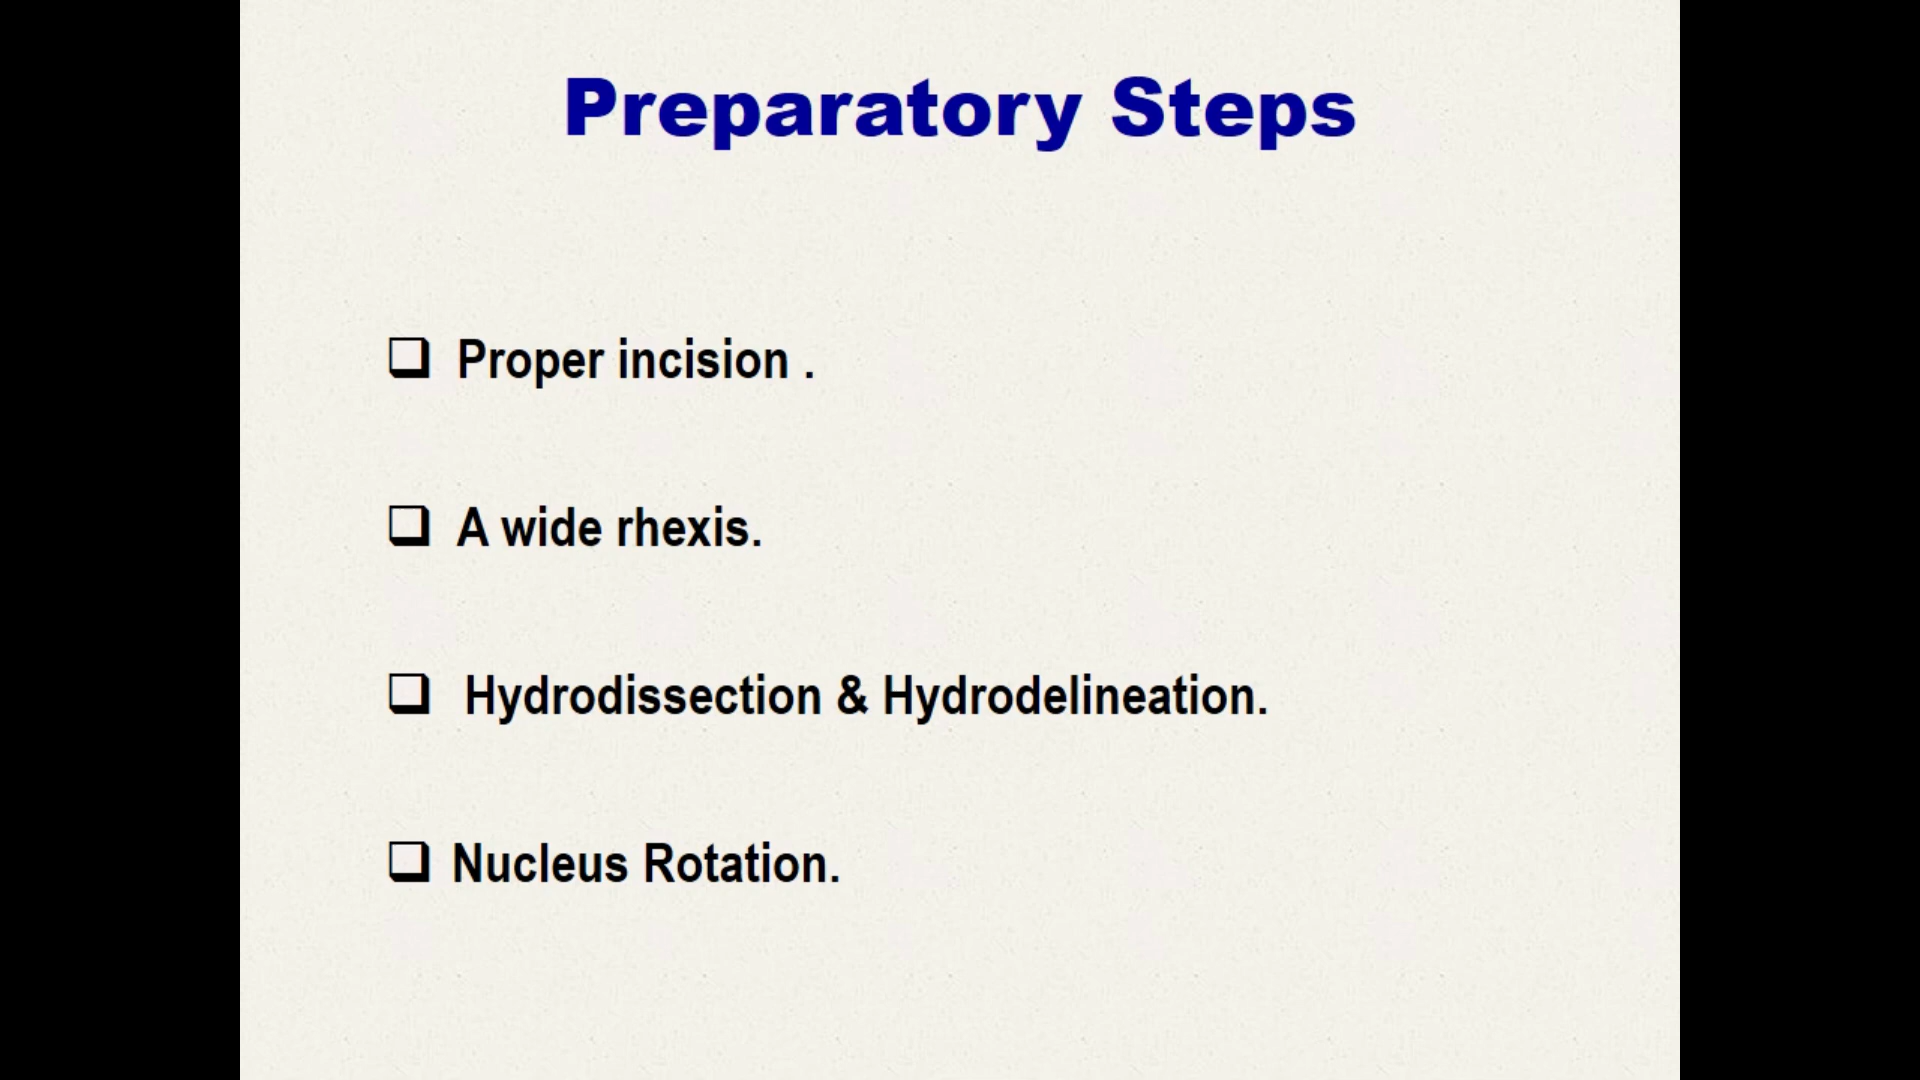 Preparatory Steps
❑ Proper incision .
❑ A wide rhexis.
❑ Hydrodissection & Hydrodelineation.
❑ Nucleus Rotation.